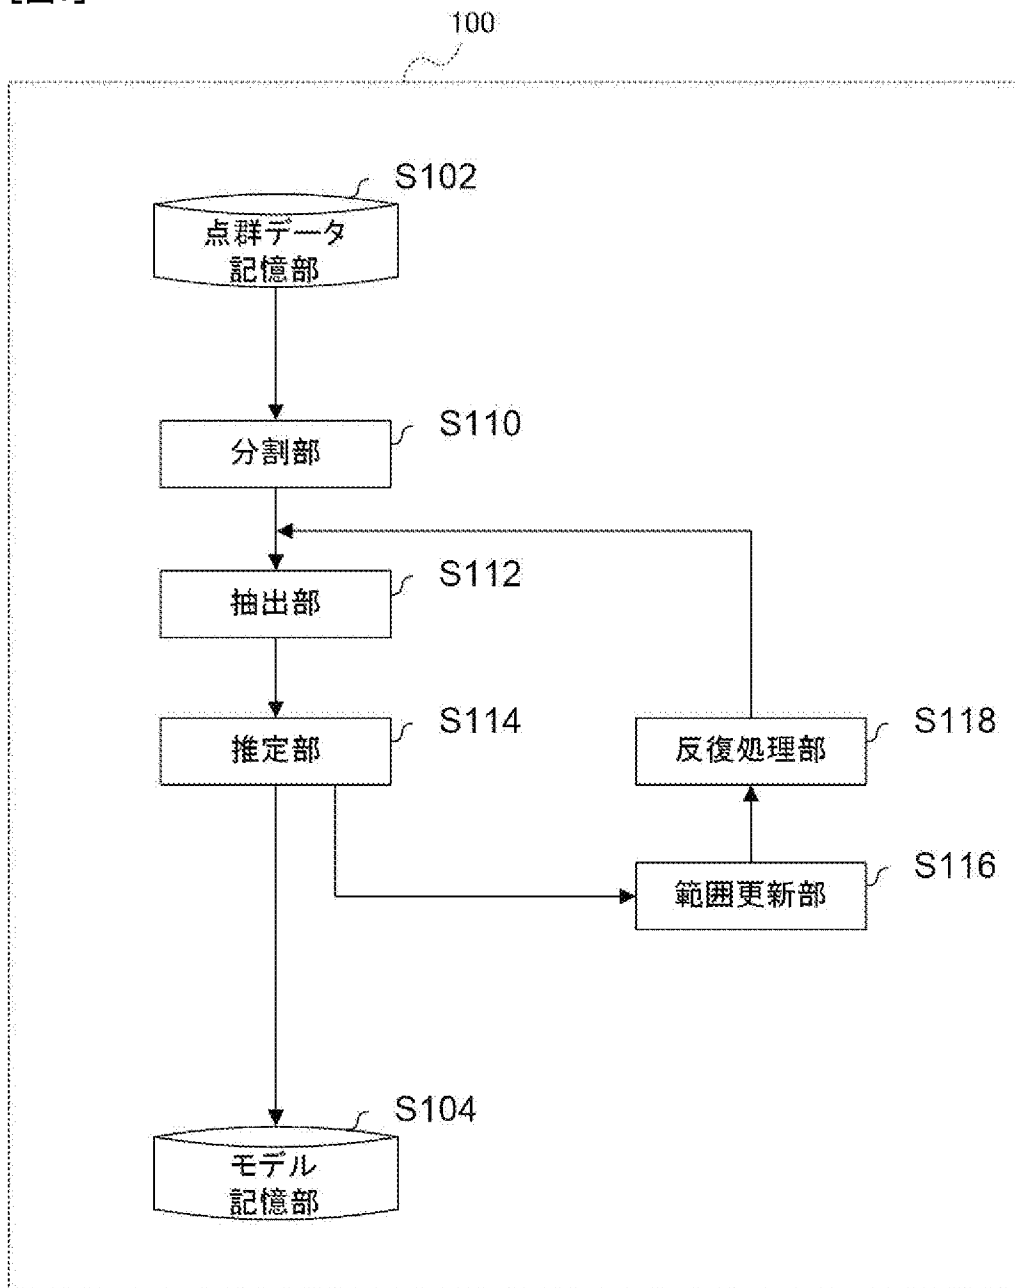 100
S102
点群データ
記憶部
S110
分割部
S112
抽出部
S114
推定部
S118
反復処理部
S116
範囲更新部
S104
モデル
記憶部